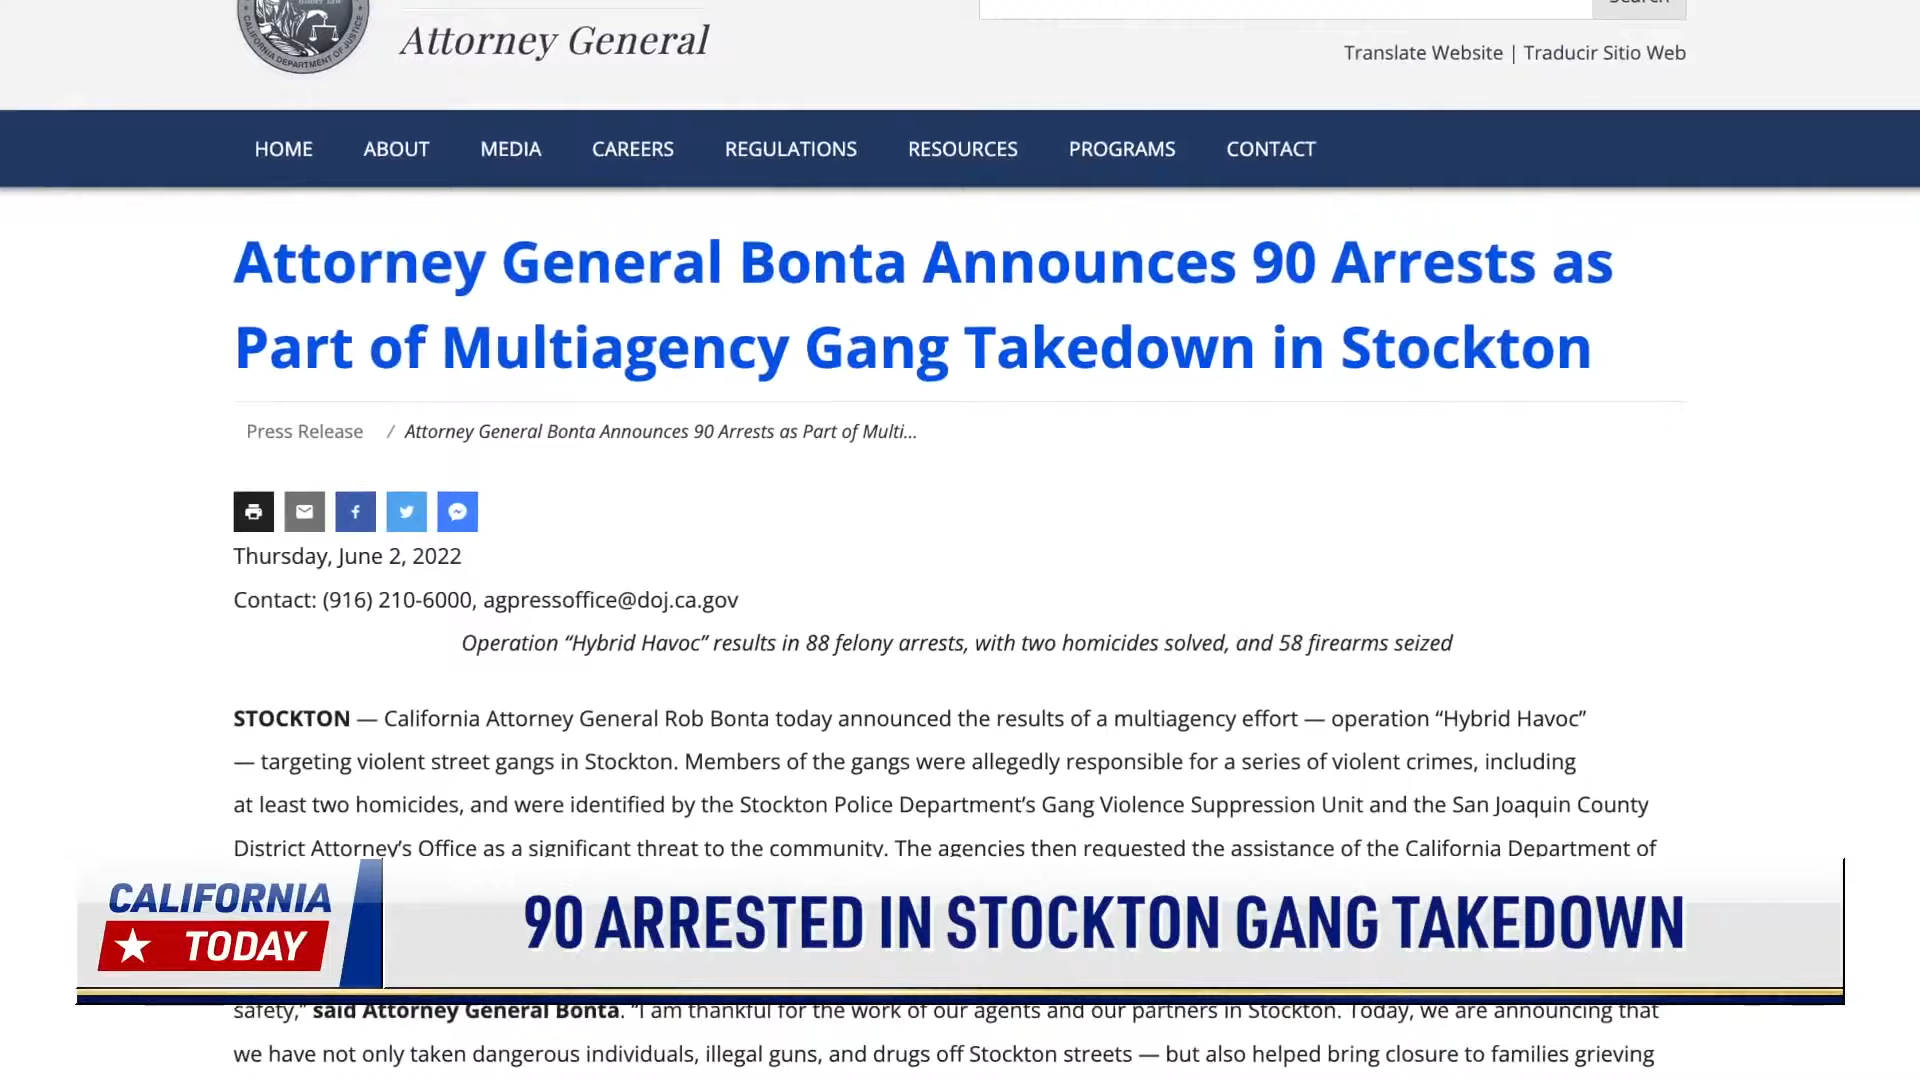 Under Law
CALIFORNIA DEPARTMENT OF JUSTICE
Attorney General
Search
Translate Website | Traducir Sitio Web
HOME ABOUT MEDIA CAREERS REGULATIONS RESOURCES PROGRAMS CONTACT
Attorney General Bonta Announces 90 Arrests as
Part of Multiagency Gang Takedown in Stockton
Press Release / Attorney General Bonta Announces 90 Arrests as Part of Multi...
Thursday, June 2, 2022
Contact: (916) 210-6000, agpressoffice@doj.ca.gov
Operation “Hybrid Havoc” results in 88 felony arrests, with two homicides solved, and 58 firearms seized
STOCKTON — California Attorney General Rob Bonta today announced the results of a multiagency effort — operation “Hybrid Havoc”
— targeting violent street gangs in Stockton. Members of the gangs were allegedly responsible for a series of violent crimes, including
at least two homicides, and were identified by the Stockton Police Department’s Gang Violence Suppression Unit and the San Joaquin County
District Attorney’s Office as a significant threat to the community. The agencies then requested the assistance of the California Department of
CALIFORNIA
TODAY
90 ARRESTED IN STOCKTON GANG TAKEDOWN
safety,” said Attorney General Bonta. “I am thankful for the work of our agents and our partners in Stockton. Today, we are announcing that
we have not only taken dangerous individuals, illegal guns, and drugs off Stockton streets — but also helped bring closure to families grieving